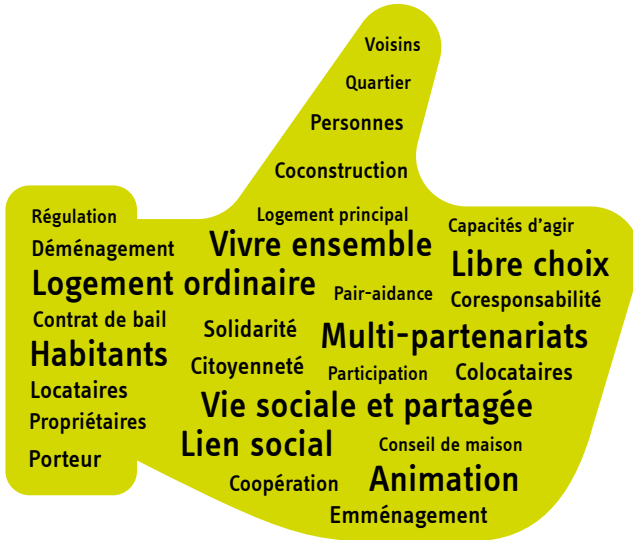 Voisins
Quartier
Personnes
Coconstruction
Logement principal
Capacités d'agir
Régulation
Déménagement
Vivre ensemble
Libre choix
Logement ordinaire
Pair-aidance
Coresponsabilité
Contrat de bail
Solidarité
Multi-partenariats
Habitants
Citoyenneté
Participation
Colocataires
Locataires
Vie sociale et partagée
Propriétaires
Lien social
Conseil de maison
Porteur
Coopération
Animation
Emménagement